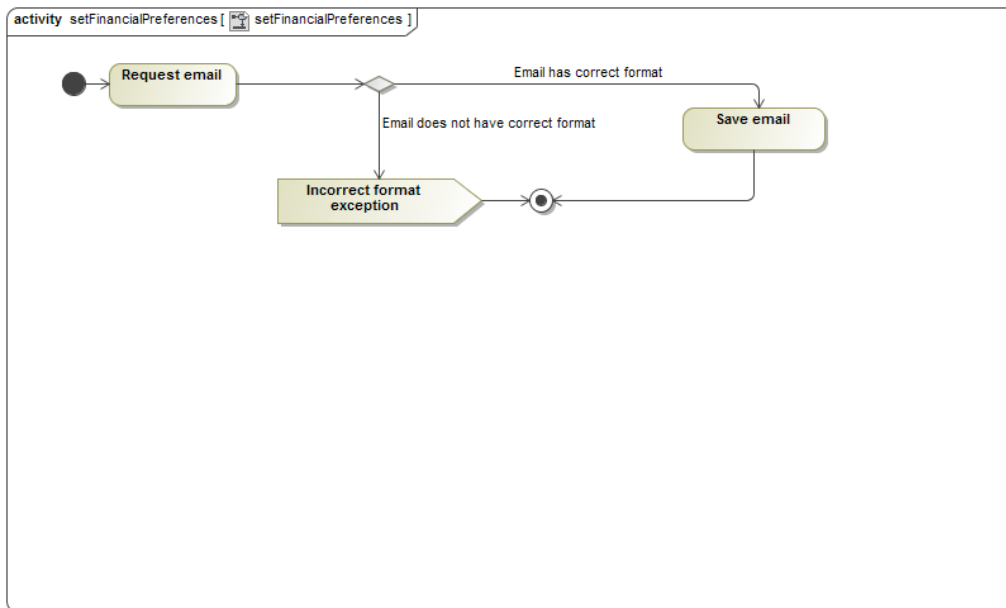 activity setFinancialPreferences [ setFinancialPreferences ]
Request email
Email has correct format
Save email
Email does not have correct format
Incorrect format
exception